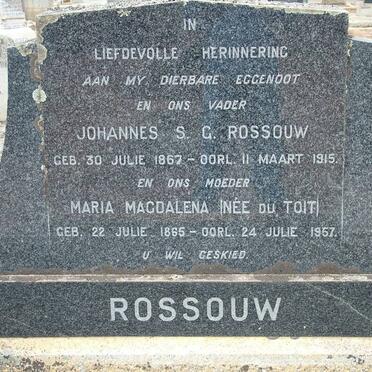 IN
LIEFDEVOLLE HERINNERING
AAN MY DIERBARE EGGENOOT
EN ONS VADER
JOHANNES S. G. ROSSOUW
GEB. 30 JULIE 1867 – OORL. 11 MAART 1915.
EN ONS MOEDER
MARIA MAGDALENA (NÉE DU TOIT)
GEB. 22 JULIE 1865 – OORL. 24 JULIE 1957.
U WIL GESKIED.
ROSSOUW